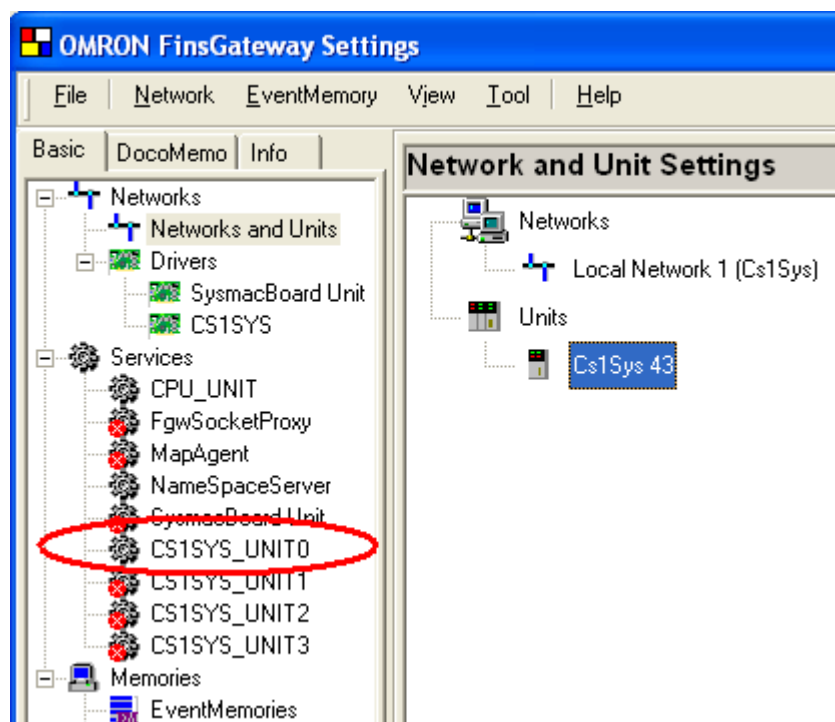 OMRON FinsGateway Settings
File Network EventMemory View Tool Help
Basic DocoMemo Info
Networks
Networks and Units
Drivers
SysmacBoard Unit
CS1SYS
Services
CPU_UNIT
FgwSocketProxy
MapAgent
NameSpaceServer
SysmacBoard Unit
CS1SYS_UNIT0
CS1SYS_UNIT1
CS1SYS_UNIT2
CS1SYS_UNIT3
Memories
EventMemories
Network and Unit Settings
Networks
Local Network 1 (Cs1Sys)
Units
Cs1Sys 43